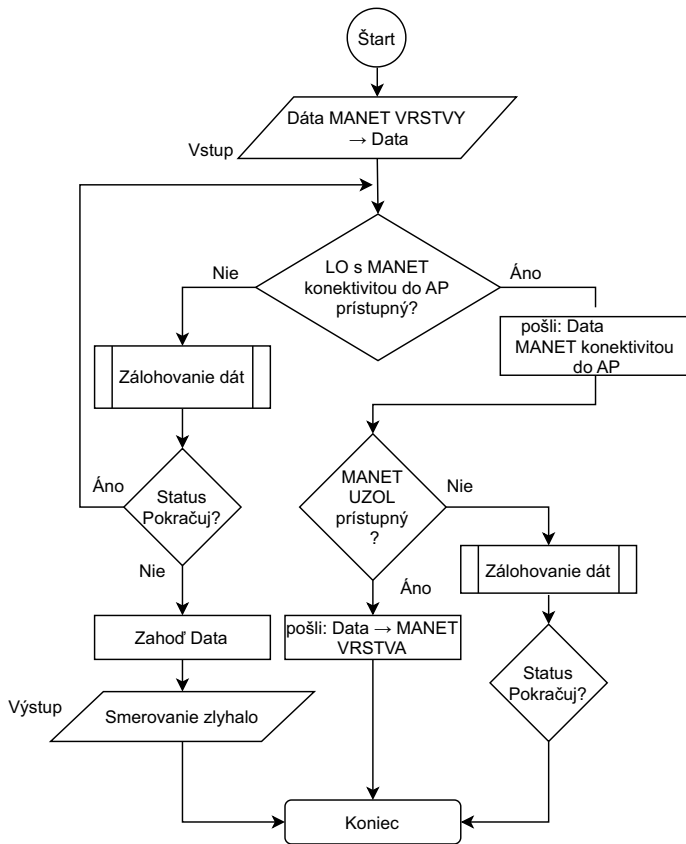 Štart
Dáta MANET VRSTVY
→ Data
Vstup
LO s MANET
konektivitou do AP
prístupný?
Nie
Áno
pošli: Data
MANET konektivitou
do AP
Zálohovanie dát
MANET
UZOL
prístupný
?
Nie
Áno
Status
Pokračuj?
Nie
Zálohovanie dát
Áno
Zahoď Data
pošli: Data → MANET
VRSTVA
Status
Pokračuj?
Výstup
Smerovanie zlyhalo
Koniec